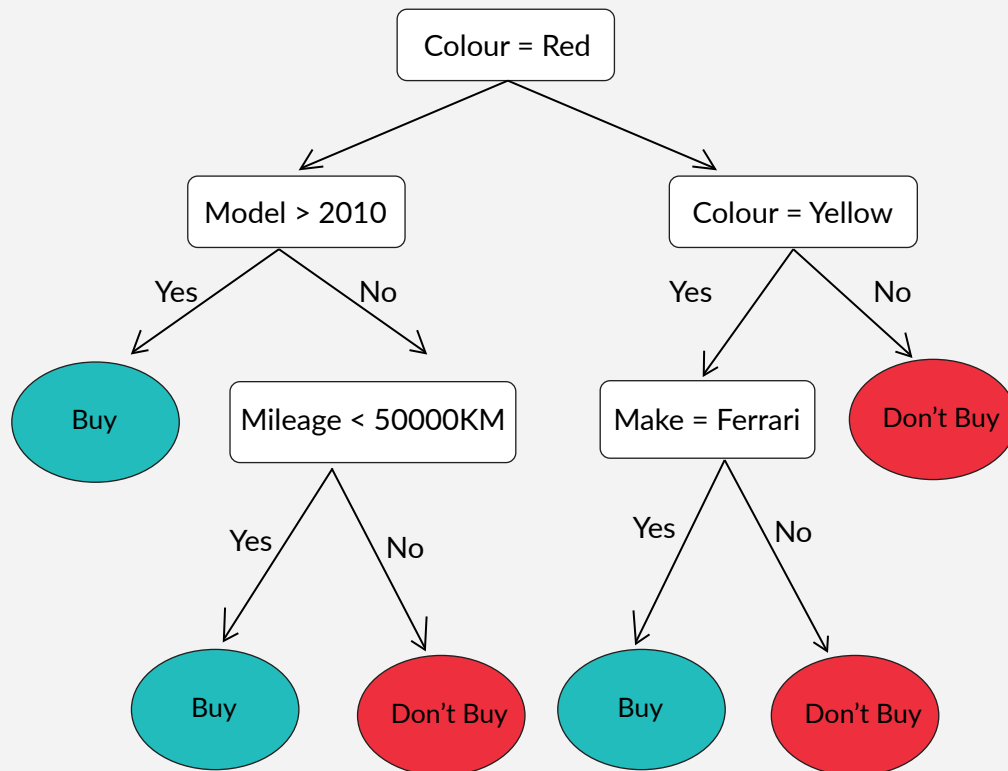 Colour = Red
Model > 2010
Colour = Yellow
Yes
No
Yes
No
Buy
Mileage < 50000KM
Make = Ferrari
Don’t Buy
Yes
No
Yes
No
Buy
Don’t Buy
Buy
Don’t Buy